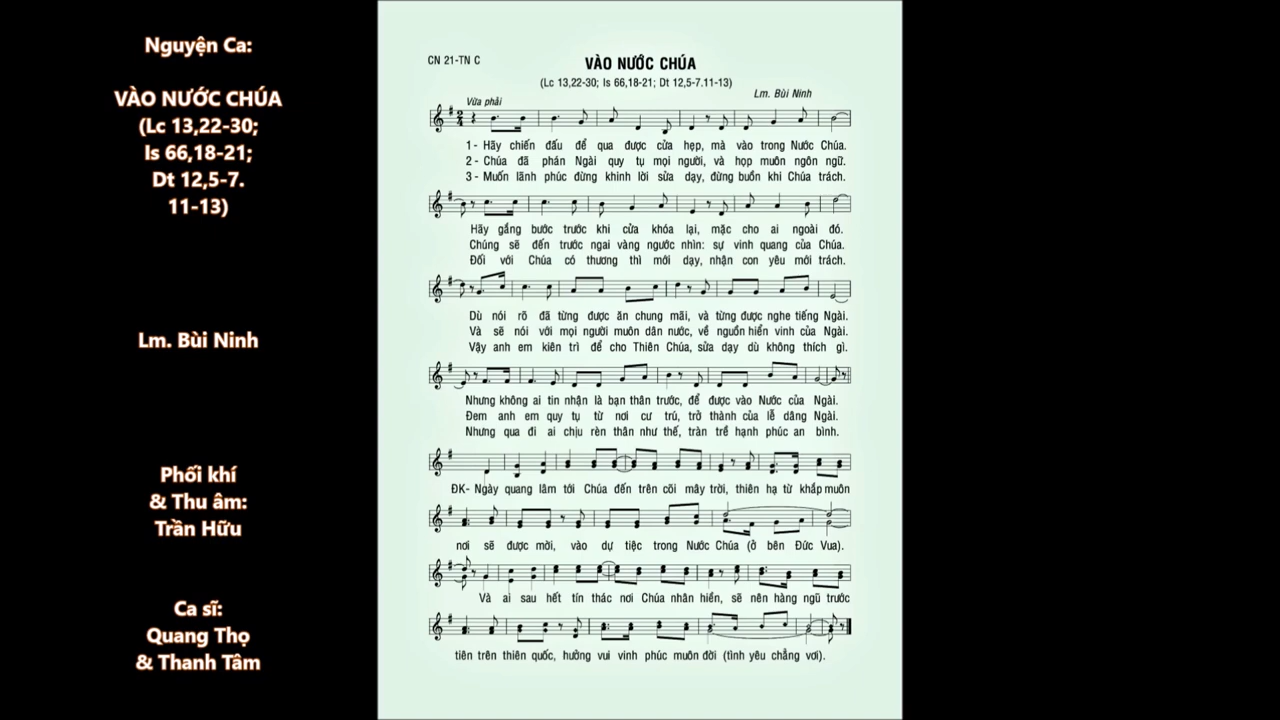 Nguyện Ca:
VÀO NƯỚC CHÚA
(Lc 13,22-30;
Is 66,18-21;
Dt 12,5-7.
11-13)
Lm. Bùi Ninh
Phối khí
& Thu âm:
Trần Hữu
Ca sĩ:
Quang Thọ
& Thanh Tâm
CN 21-TN C
VÀO NƯỚC CHÚA
(Lc 13,22-30; Is 66,18-21; Dt 12,5-7.11-13)
Lm. Bùi Ninh
Vừa phải
1- Hãy chiến đấu để qua được cửa hẹp, mà vào trong Nước Chúa.
2- Chúa đã phán Ngài quy tụ mọi người, và họp muôn ngôn ngữ.
3- Muốn lãnh phúc đừng khinh lời sửa dạy, đừng buồn khi Chúa trách.
Hãy gắng bước trước khi cửa khóa lại, mặc cho ai ngoài đó.
Chúng sẽ đến trước ngai vàng ngước nhìn: sự vinh quang của Chúa.
Đối với Chúa có thương thì mới dạy, nhận con yêu mới trách.
Dù nói rõ đã từng được ăn chung mãi, và từng được nghe tiếng Ngài.
Và sẽ nói với mọi người muôn dân nước, về nguồn hiển vinh của Ngài.
Vậy anh em kiên trì để cho Thiên Chúa, sửa dạy dù không thích gì.
Nhưng không ai tin nhận là bạn thân trước, để được vào Nước của Ngài.
Đem anh em quy tụ từ nơi cư trú, trở thành của lễ dâng Ngài.
Nhưng qua đi ai chịu rèn thân như thế, tràn trề hạnh phúc an bình.
ĐK- Ngày quang lâm tới Chúa đến trên cõi mây trời, thiên hạ từ khắp muôn
nơi sẽ được mời, vào dự tiệc trong Nước Chúa (ở bên Đức Vua).
Và ai sau hết tín thác nơi Chúa nhân hiền, sẽ nên hàng ngũ trước
tiên trên thiên quốc, hưởng vui vinh phúc muôn đời (tình yêu chẳng vơi).